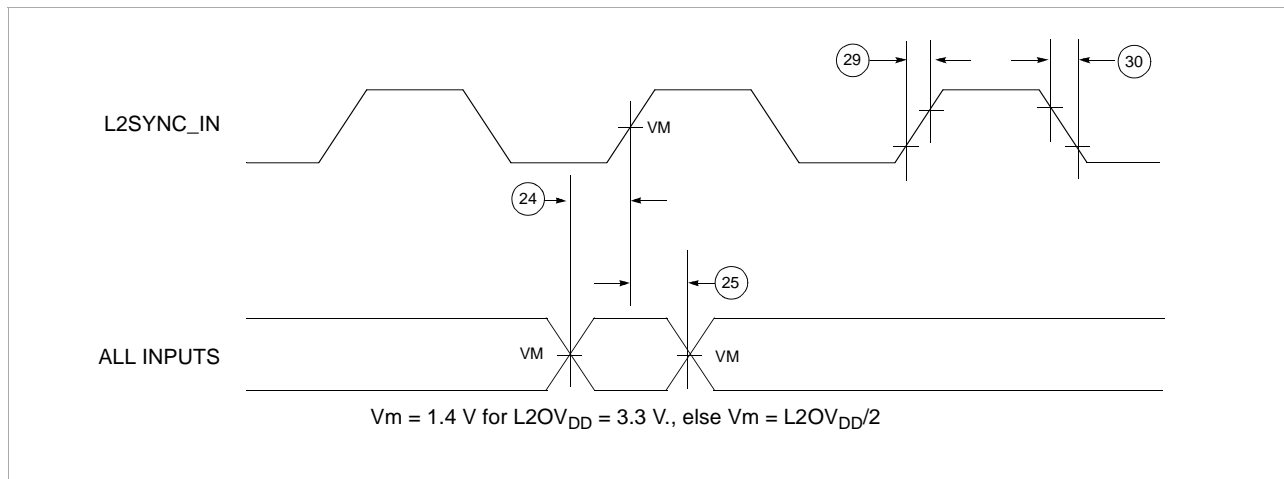 29
30
L2SYNC_IN
VM
24
25
ALL INPUTS
VM
VM
Vm = 1.4 V for L2OVDD = 3.3 V., else Vm = L2OVDD/2